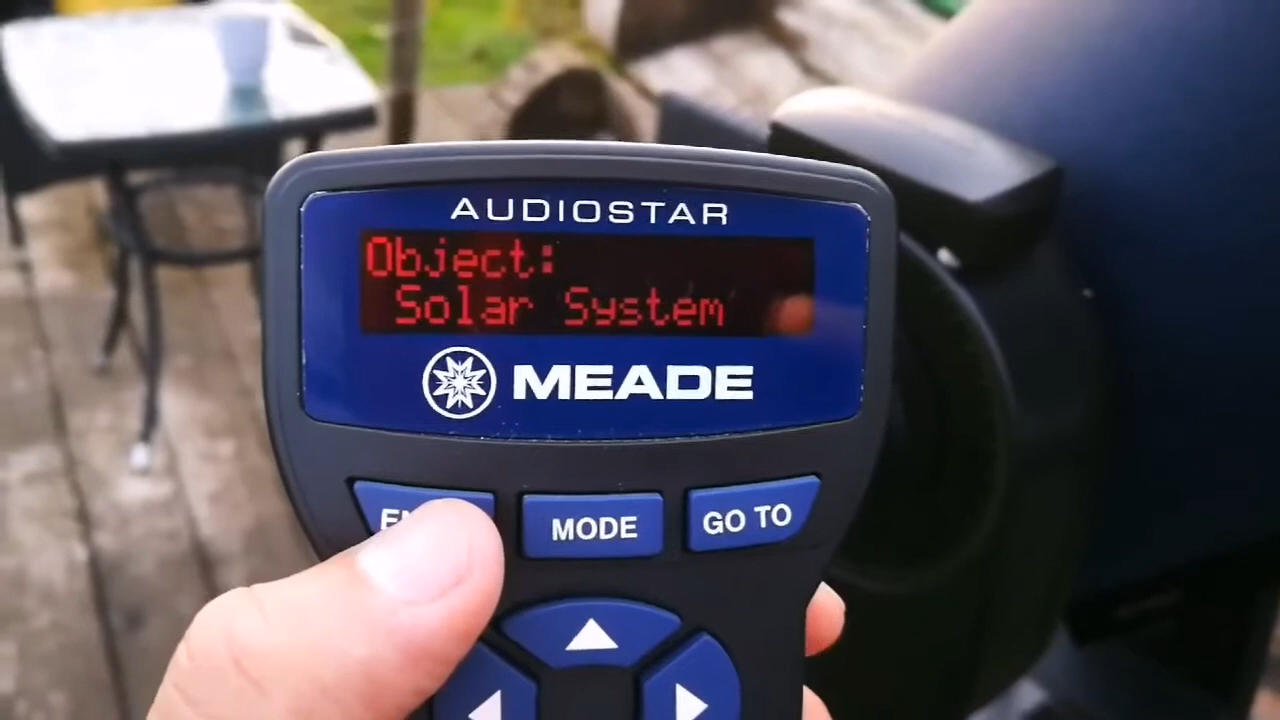 AUDIOSTAR
Object:
Solar System
MEADE
MODE
GO TO